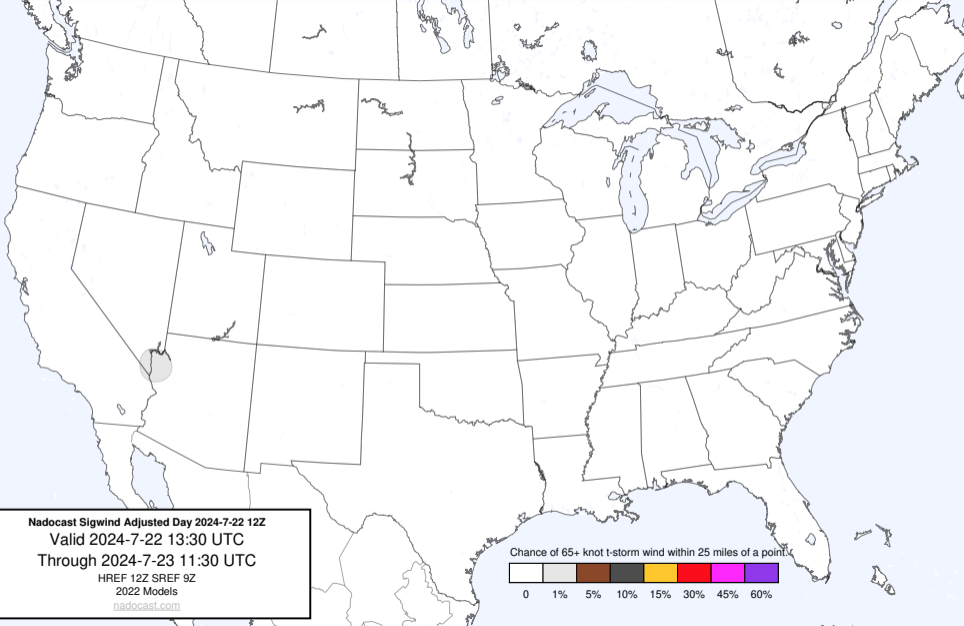 Nadocast Sigwind Adjusted Day 2024-7-22 12Z
Valid 2024-7-22 13:30 UTC
Through 2024-7-23 11:30 UTC
HREF 12Z SREF 9Z
2022 Models
nadocast.com
Chance of 65+ knot t-storm wind within 25 miles of a point.
0 1% 5% 10% 15% 30% 45% 60%